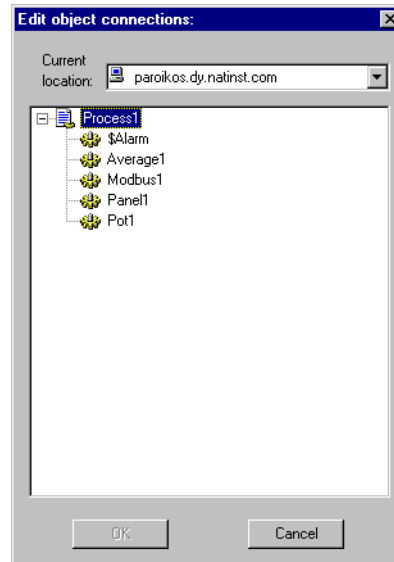 Edit object connections:
Current
location: paroikos.dy.natinst.com
Process1
$Alarm
Average1
Modbus1
Panel1
Pot1
OK Cancel